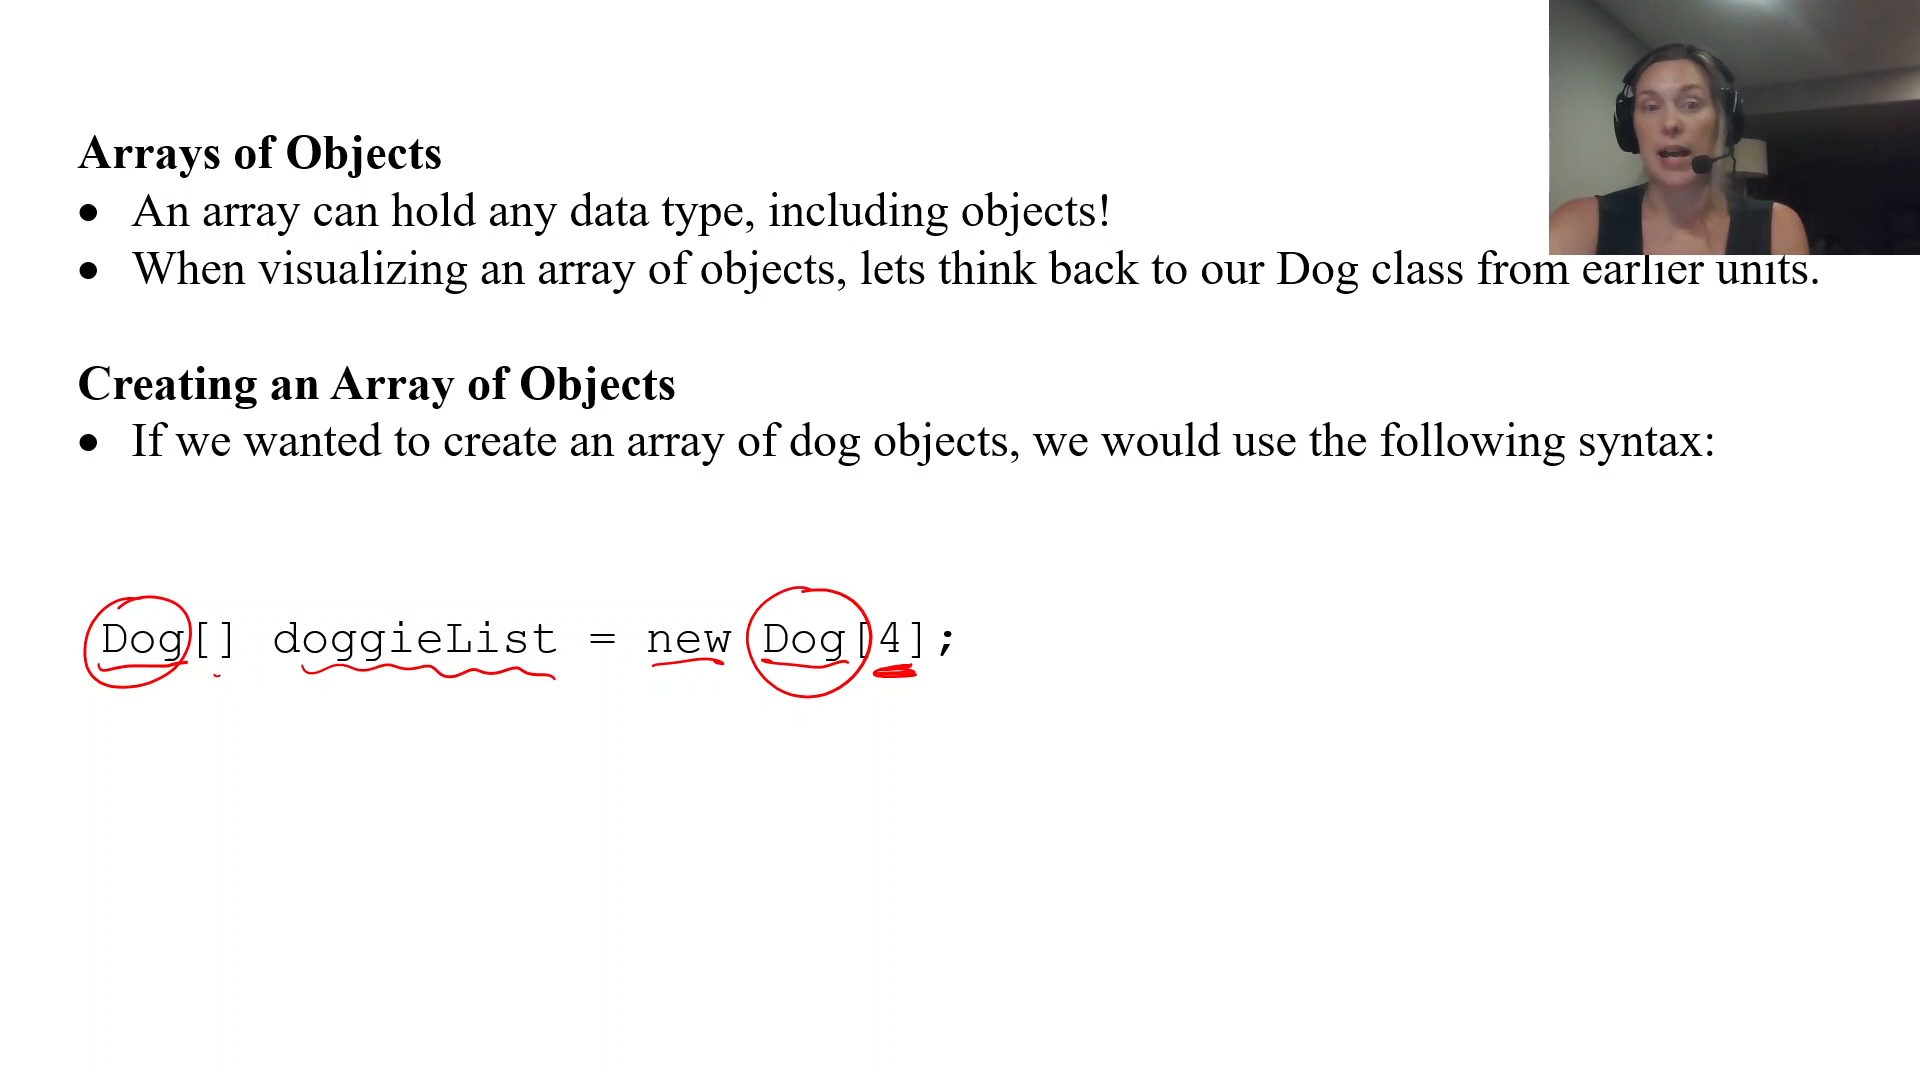 Arrays of Objects
• An array can hold any data type, including objects!
• When visualizing an array of objects, lets think back to our Dog class from earlier units.
Creating an Array of Objects
• If we wanted to create an array of dog objects, we would use the following syntax:
Dog[] doggieList = new Dog[4];